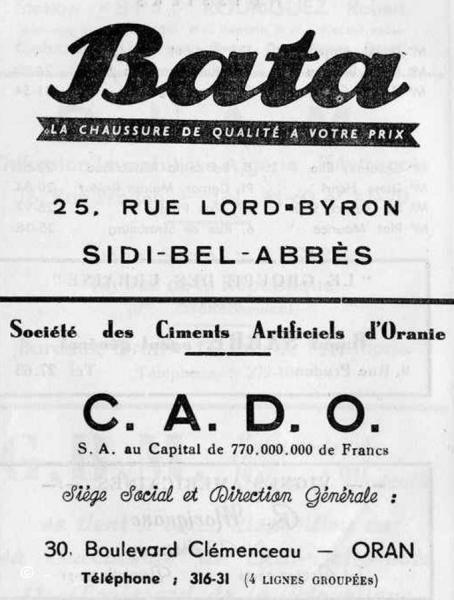 Bata
LA CHAUSSURE DE QUALITÉ A VOTRE PRIX
25, RUE LORD-BYRON
SIDI-BEL-ABBÈS
Société des Ciments Artificiels d'Oranie
C. A. D. O.
S. A. au Capital de 770.000.000 de Francs
Siège Social et Direction Générale :
30, Boulevard Clémenceau — ORAN
Téléphone : 316-31 (4 LIGNES GROUPÉES)